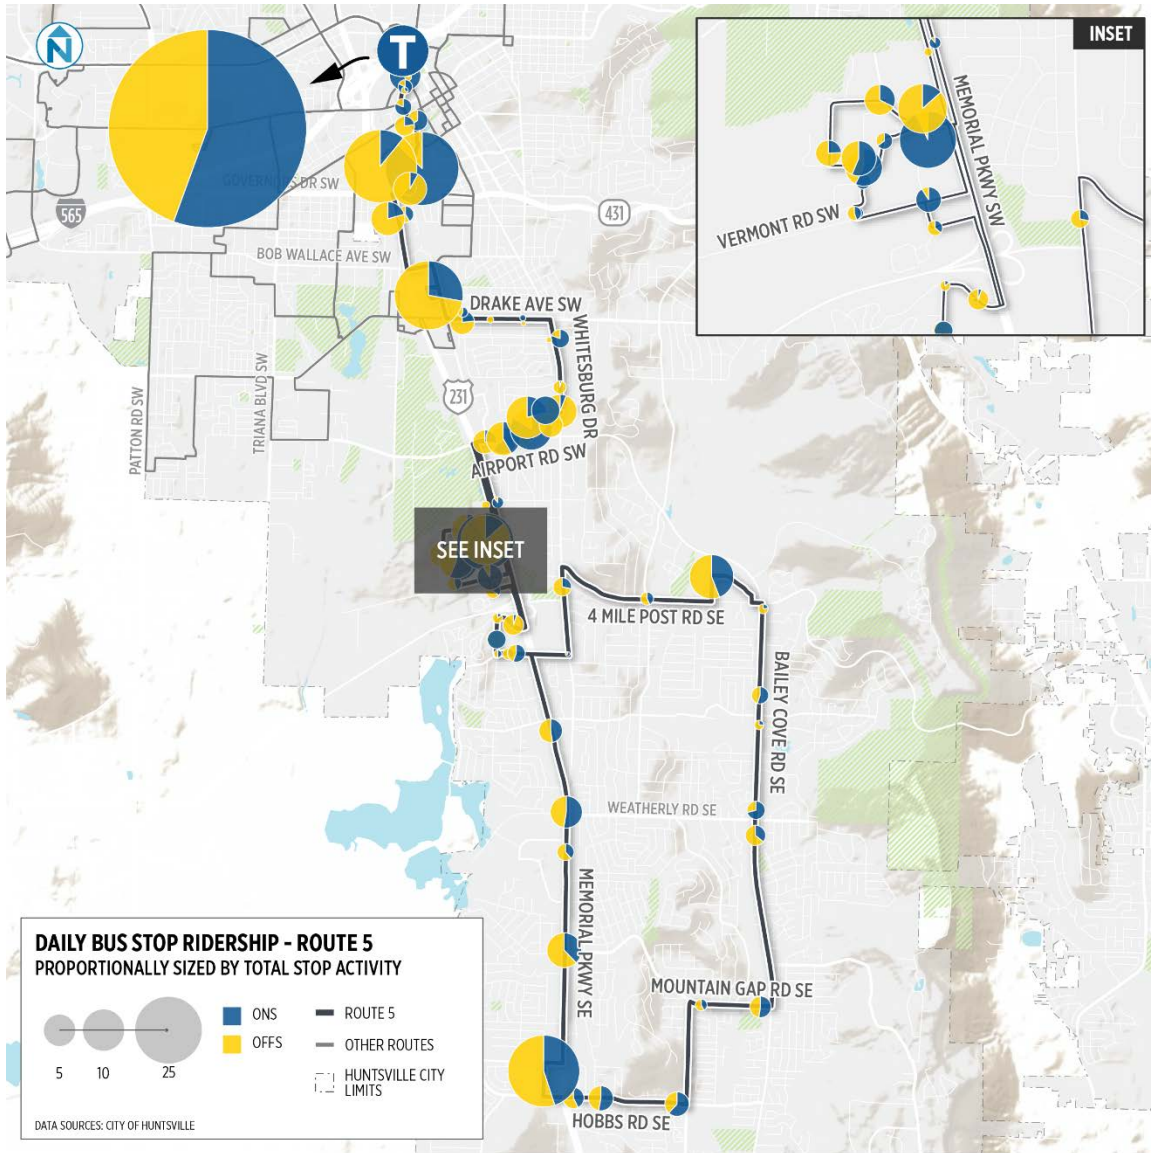 N
T
INSET
MEMORIAL PKWY SW
VERMONT RD SW
GOVERNORS DR SW
565
431
BOB WALLACE AVE SW
DRAKE AVE SW
WHITESBURG DR
231
PATTON RD SW
TRIANA BLVD SW
AIRPORT RD SW
SEE INSET
4 MILE POST RD SE
BAILEY COVE RD SE
WEATHERLY RD SE
MEMORIAL PKWY SE
MOUNTAIN GAP RD SE
HOBBS RD SE
DAILY BUS STOP RIDERSHIP - ROUTE 5
PROPORTIONALLY SIZED BY TOTAL STOP ACTIVITY
5 10 25
ONS
OFFS
ROUTE 5
OTHER ROUTES
HUNTSVILLE CITY
LIMITS
DATA SOURCES: CITY OF HUNTSVILLE